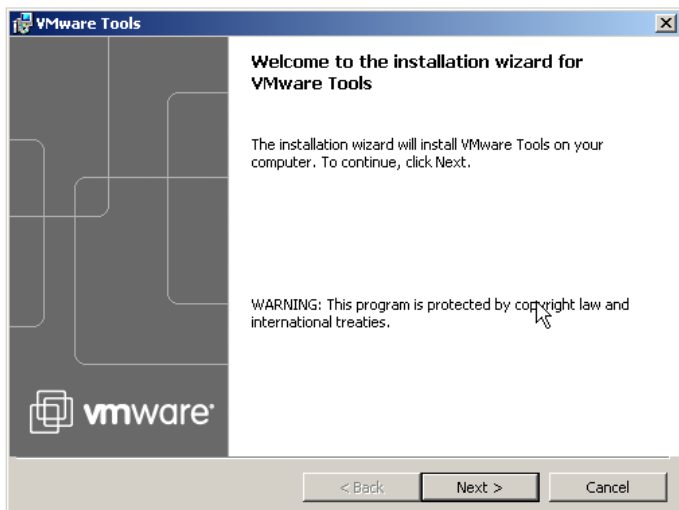 VMware Tools
Welcome to the installation wizard for
VMware Tools
The installation wizard will install VMware Tools on your
computer. To continue, click Next.
WARNING: This program is protected by copyright law and
international treaties.
vmware
< Back
Next >
Cancel